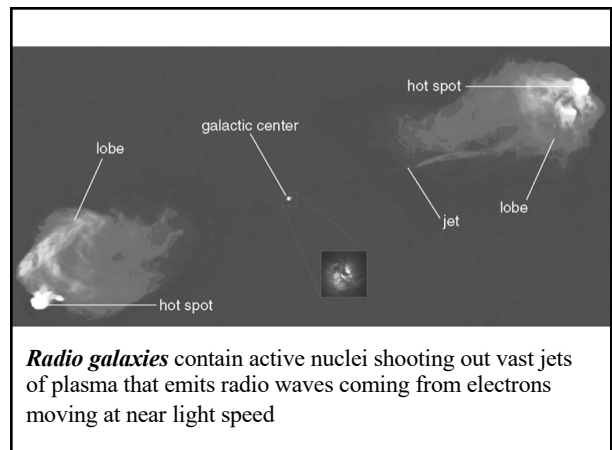 hot spot
galactic center
lobe
jet
lobe
hot spot
Radio galaxies contain active nuclei shooting out vast jets
of plasma that emits radio waves coming from electrons
moving at near light speed